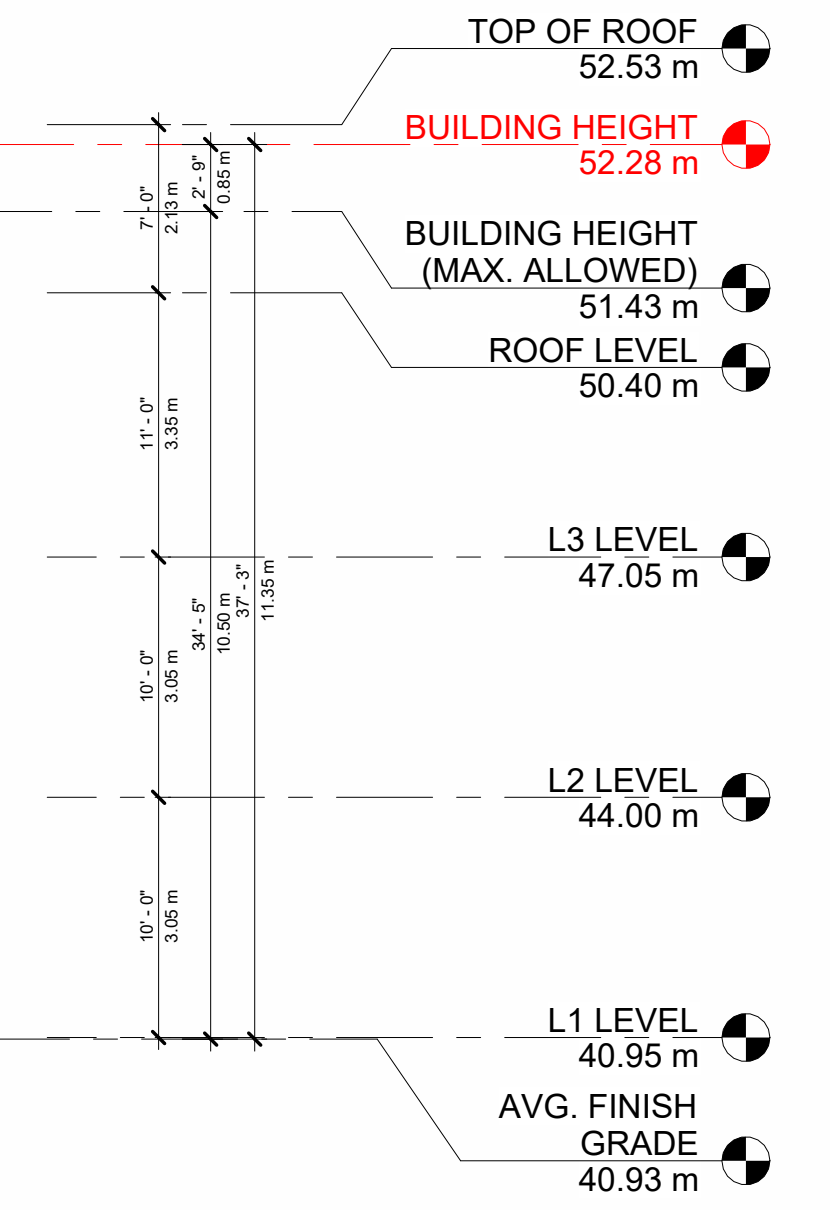 TOP OF ROOF
52.53 m
BUILDING HEIGHT
52.28 m
BUILDING HEIGHT
(MAX. ALLOWED)
51.43 m
ROOF LEVEL
50.40 m
L3 LEVEL
47.05 m
L2 LEVEL
44.00 m
L1 LEVEL
40.95 m
AVG. FINISH
GRADE
40.93 m
7' - 0"
2.13 m
2' - 9"
0.85 m
11' - 0"
3.35 m
34' - 5"
10.50 m
37' - 3"
11.35 m
10' - 0"
3.05 m
10' - 0"
3.05 m